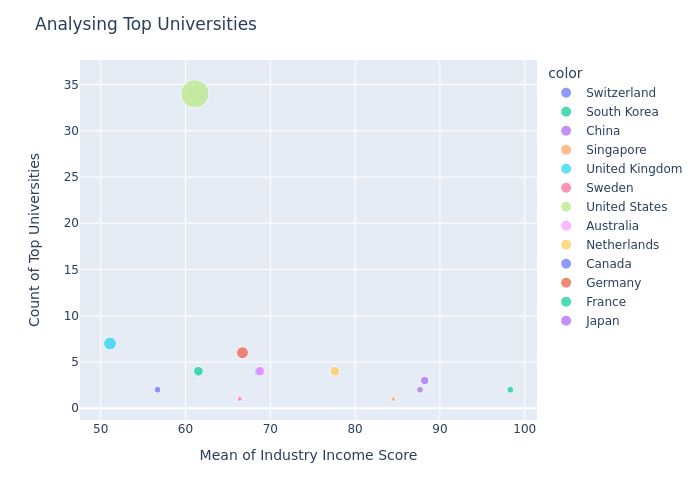 Analysing Top Universities
Count of Top Universities
35
30
25
20
15
10
5
0
50
60
70
80
90
100
Mean of Industry Income Score
color
Switzerland
South Korea
China
Singapore
United Kingdom
Sweden
United States
Australia
Netherlands
Canada
Germany
France
Japan